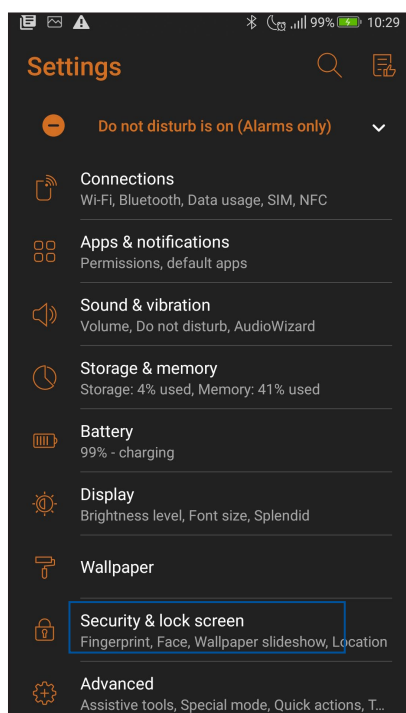 99% 10:29
Settings
Do not disturb is on (Alarms only)
Connections
Wi-Fi, Bluetooth, Data usage, SIM, NFC
Apps & notifications
Permissions, default apps
Sound & vibration
Volume, Do not disturb, AudioWizard
Storage & memory
Storage: 4% used, Memory: 41% used
Battery
99% - charging
Display
Brightness level, Font size, Splendid
Wallpaper
Security & lock screen
Fingerprint, Face, Wallpaper slideshow, Location
Advanced
Assistive tools, Special mode, Quick actions, T...